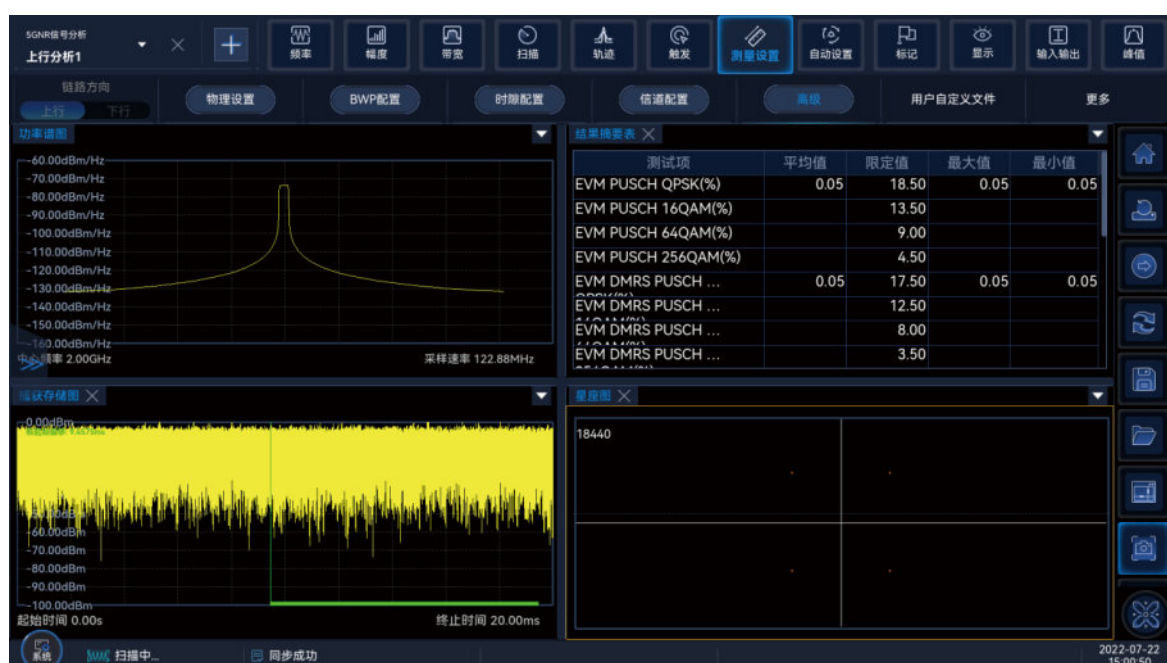 5GNR信号分析
上行分析1
频率
幅度
带宽
扫描
轨迹
触发
测量设置
自动设置
标记
显示
输入输出
峰值
链路方向
上行 下行
物理设置
BWP配置
时隙配置
信道配置
高级
用户自定义文件
更多
功率谱图
-60.00dBm/Hz
-70.00dBm/Hz
-80.00dBm/Hz
-90.00dBm/Hz
-100.00dBm/Hz
-110.00dBm/Hz
-120.00dBm/Hz
-130.00dBm/Hz
-140.00dBm/Hz
-150.00dBm/Hz
-160.00dBm/Hz
中心频率 2.00GHz 采样速率 122.88MHz
结果摘要表
测试项 平均值 限定值 最大值 最小值
EVM PUSCH QPSK(%) 0.05 18.50 0.05 0.05
EVM PUSCH 16QAM(%) 13.50
EVM PUSCH 64QAM(%) 9.00
EVM PUSCH 256QAM(%) 4.50
EVM DMRS PUSCH ... 0.05 17.50 0.05 0.05
EVM DMRS PUSCH ... 12.50
EVM DMRS PUSCH ... 8.00
EVM DMRS PUSCH ... 3.50
捕获存储图
0.00dBm
-60.00dBm
-70.00dBm
-80.00dBm
-90.00dBm
-100.00dBm
起始时间 0.00s 终止时间 20.00ms
星座图
18440
系统
扫描中...
同步成功
2022-07-22
15:00:50